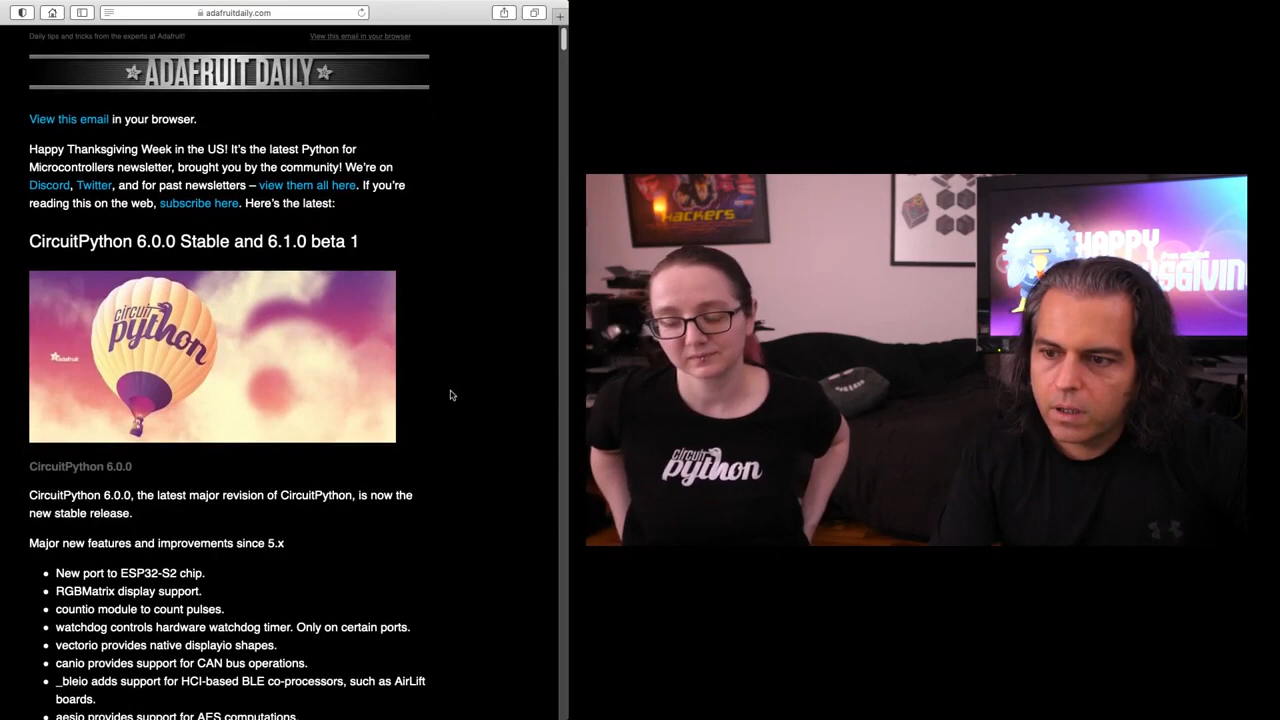 adafruitdaily.com
Daily tips and tricks from the experts at Adafruit!
View this email in your browser
ADAFRUIT DAILY
View this email in your browser.
Happy Thanksgiving Week in the US! It's the latest Python for
Microcontrollers newsletter, brought you by the community! We're on
Discord, Twitter, and for past newsletters – view them all here. If you're
reading this on the web, subscribe here. Here's the latest:
CircuitPython 6.0.0 Stable and 6.1.0 beta 1
circuit
python
adafruit
CircuitPython 6.0.0
CircuitPython 6.0.0, the latest major revision of CircuitPython, is now the
new stable release.
Major new features and improvements since 5.x
New port to ESP32-S2 chip.
RGBMatrix display support.
countio module to count pulses.
watchdog controls hardware watchdog timer. Only on certain ports.
vectorio provides native displayio shapes.
canio provides support for CAN bus operations.
_bleio adds support for HCI-based BLE co-processors, such as AirLift
boards.
aesio provides support for AES computations.
Hackers
HAPPY
circuit
python